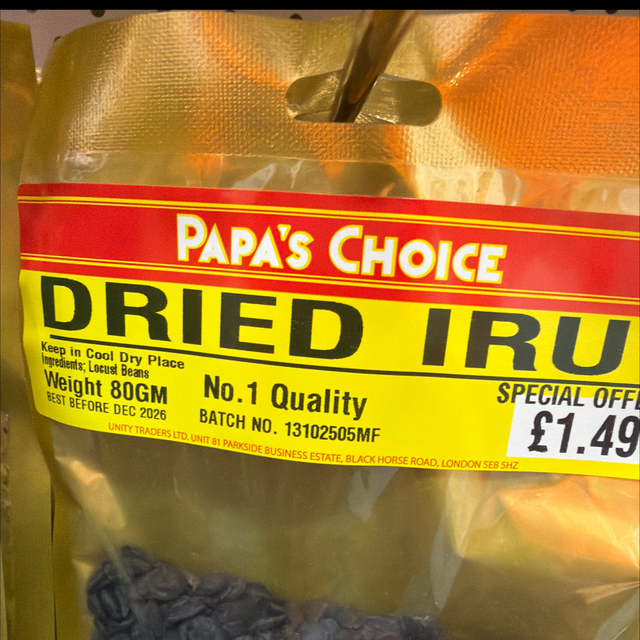 PAPA'S CHOICE
DRIED IRU
Keep in Cool Dry Place
Ingredients; Locust Beans
Weight 80GM
BEST BEFORE DEC 2026
No.1 Quality
BATCH NO. 13102505MF
SPECIAL OFFE
£1.49
UNITY TRADERS LTD. UNIT 81 PARKSIDE BUSINESS ESTATE, BLACK HORSE ROAD, LONDON SE8 5HZ